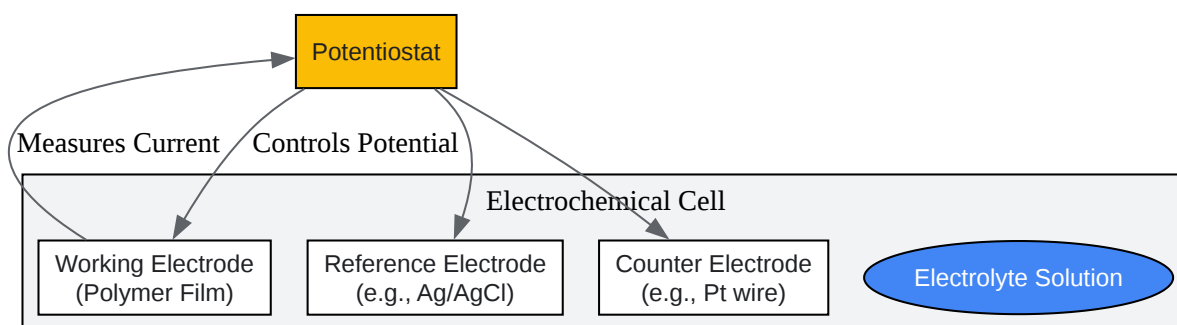 Potentiostat
Measures Current
Controls Potential
Electrochemical Cell
Working Electrode
(Polymer Film)
Reference Electrode
(e.g., Ag/AgCl)
Counter Electrode
(e.g., Pt wire)
Electrolyte Solution